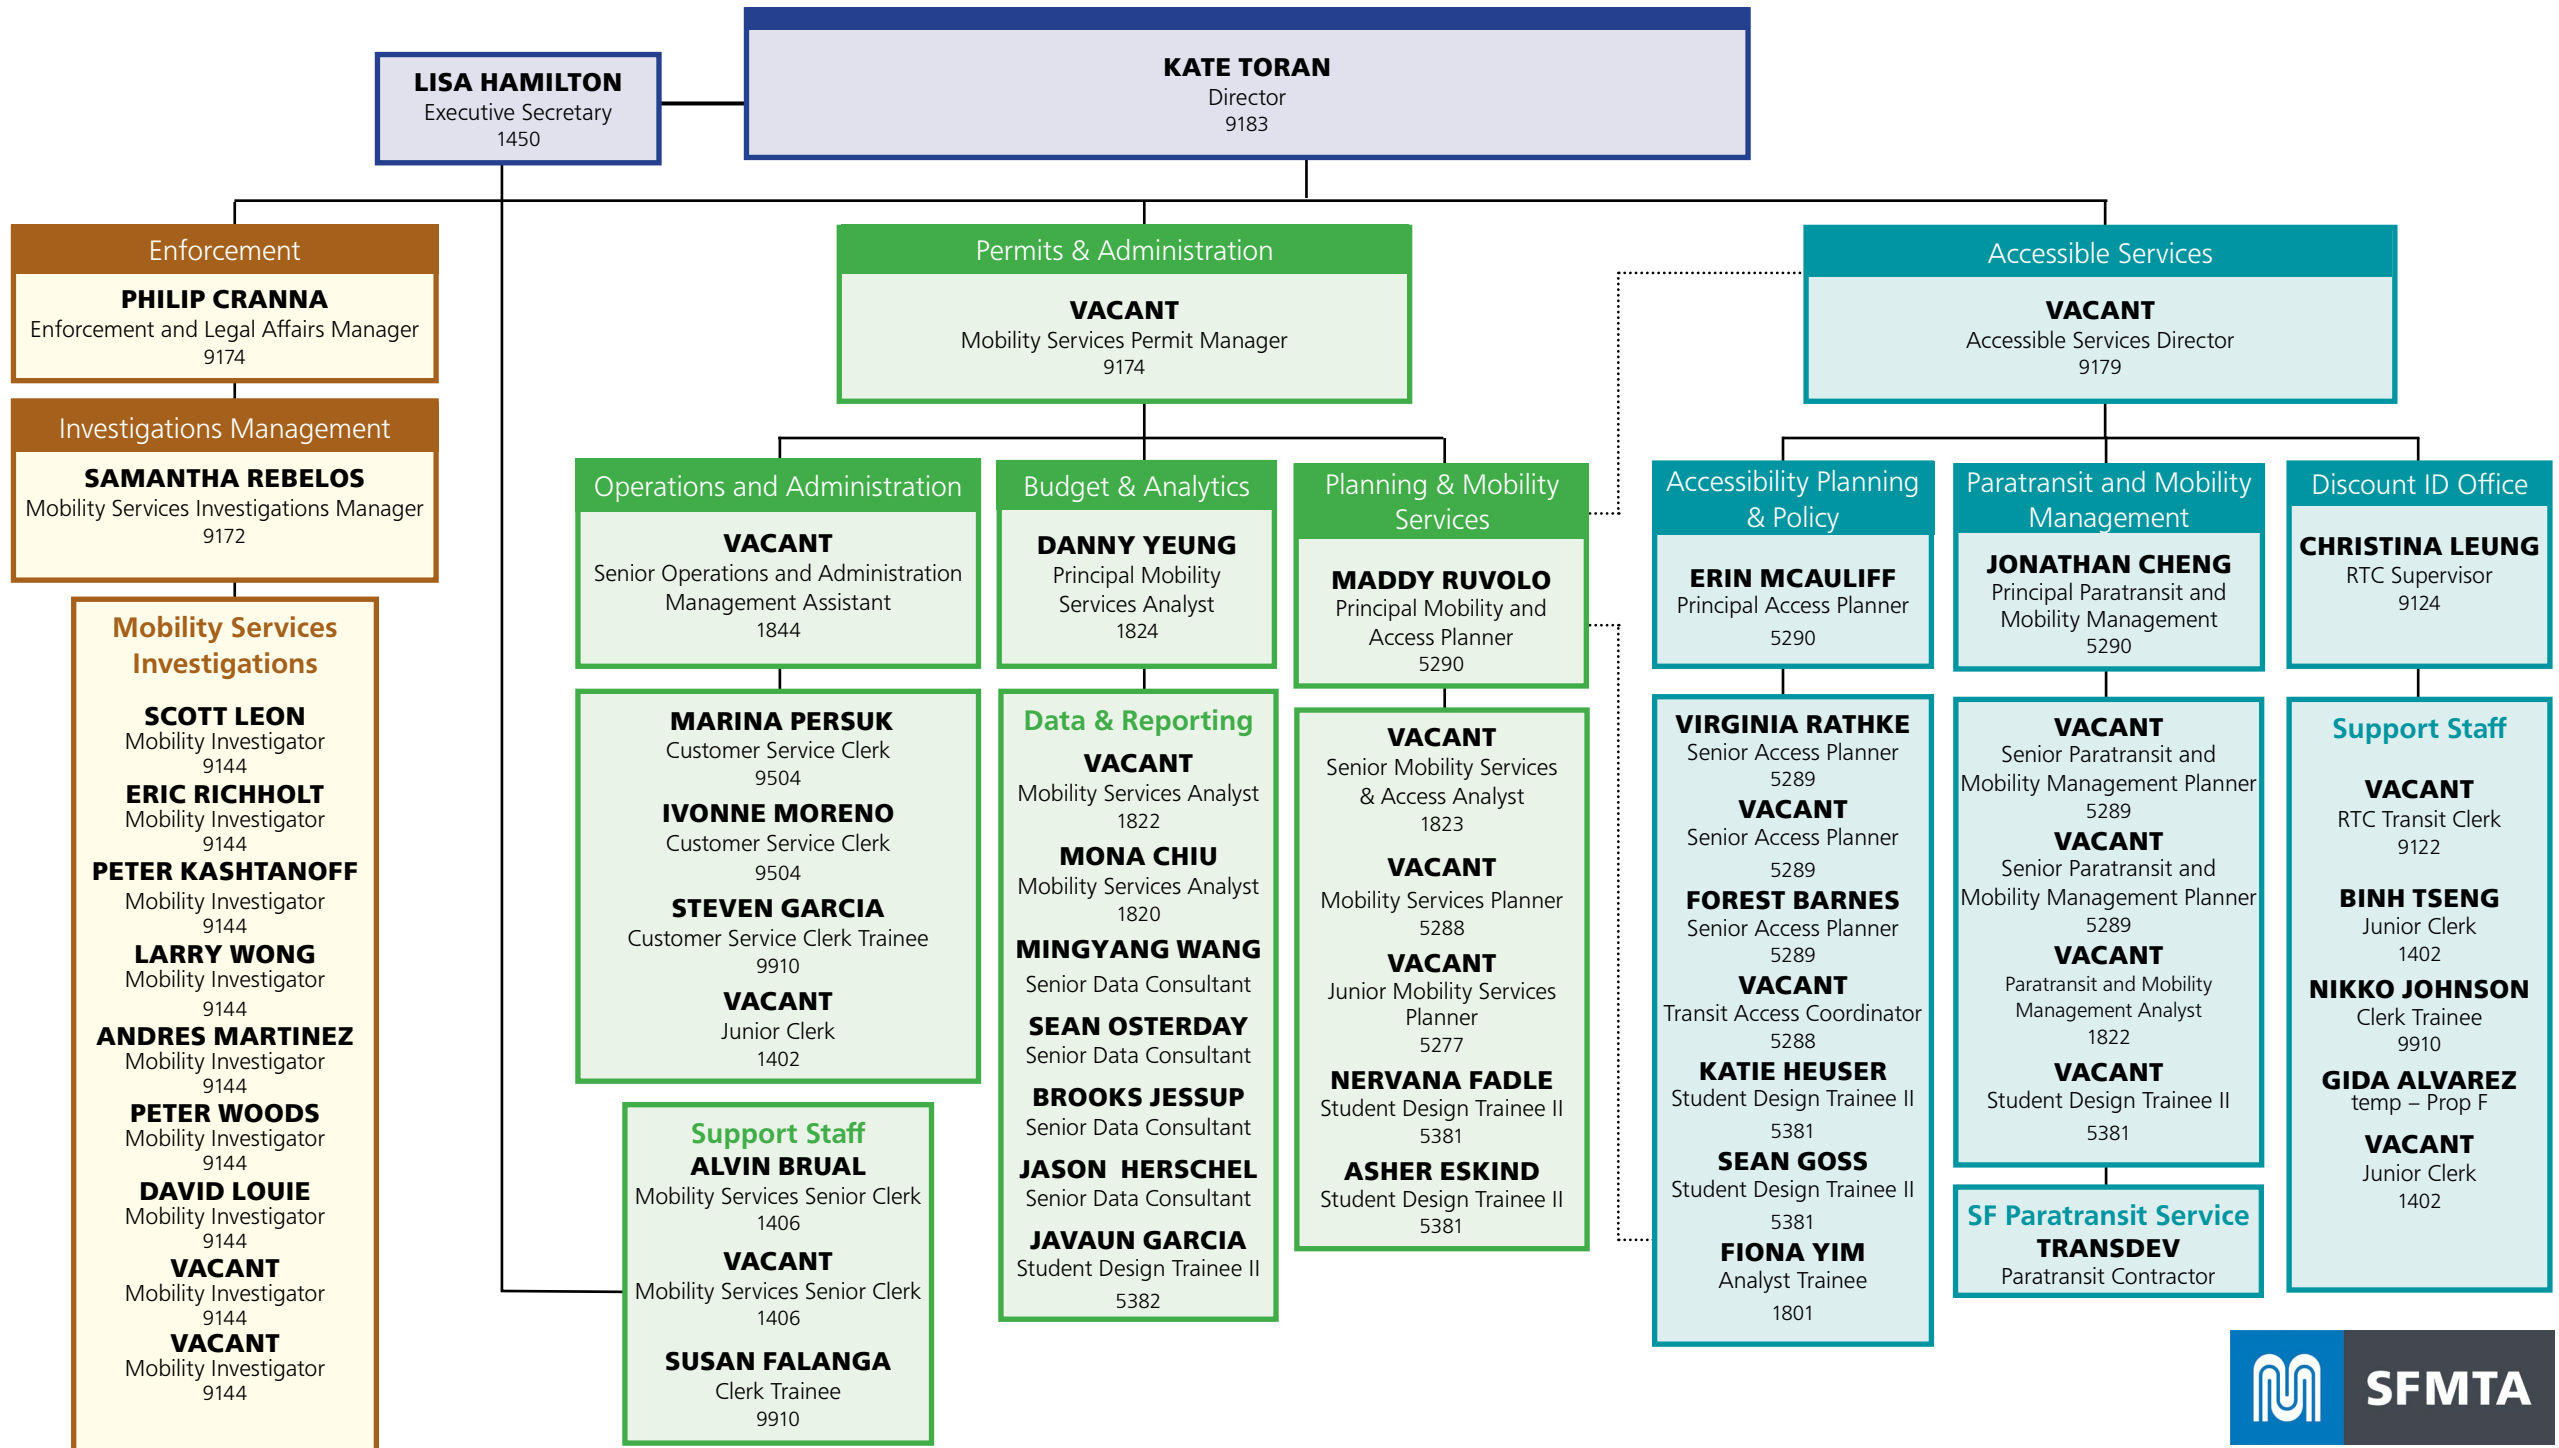 LISA HAMILTON
Executive Secretary
1450
KATE TORAN
Director
9183
Enforcement
PHILIP CRANNA
Enforcement and Legal Affairs Manager
9174
Investigations Management
SAMANTHA REBELOS
Mobility Services Investigations Manager
9172
Mobility Services
Investigations
SCOTT LEON
Mobility Investigator
9144
ERIC RICHHOLT
Mobility Investigator
9144
PETER KASHTANOFF
Mobility Investigator
9144
LARRY WONG
Mobility Investigator
9144
ANDRES MARTINEZ
Mobility Investigator
9144
PETER WOODS
Mobility Investigator
9144
DAVID LOUIE
Mobility Investigator
9144
VACANT
Mobility Investigator
9144
VACANT
Mobility Investigator
9144
Permits & Administration
VACANT
Mobility Services Permit Manager
9174
Operations and Administration
VACANT
Senior Operations and Administration
Management Assistant
1844
MARINA PERSUK
Customer Service Clerk
9504
IVONNE MORENO
Customer Service Clerk
9504
STEVEN GARCIA
Customer Service Clerk Trainee
9910
VACANT
Junior Clerk
1402
Support Staff
ALVIN BRUAL
Mobility Services Senior Clerk
1406
VACANT
Mobility Services Senior Clerk
1406
SUSAN FALANGA
Clerk Trainee
9910
Budget & Analytics
DANNY YEUNG
Principal Mobility
Services Analyst
1824
Data & Reporting
VACANT
Mobility Services Analyst
1822
MONA CHIU
Mobility Services Analyst
1820
MINGYANG WANG
Senior Data Consultant
SEAN OSTERDAY
Senior Data Consultant
BROOKS JESSUP
Senior Data Consultant
JASON HERSCHEL
Senior Data Consultant
JAVAUN GARCIA
Student Design Trainee II
5382
Planning & Mobility
Services
MADDY RUVOLO
Principal Mobility and
Access Planner
5290
VACANT
Senior Mobility Services
& Access Analyst
1823
VACANT
Mobility Services Planner
5288
VACANT
Junior Mobility Services
Planner
5277
NERVANA FADLE
Student Design Trainee II
5381
ASHER ESKIND
Student Design Trainee II
5381
Accessible Services
VACANT
Accessible Services Director
9179
Accessibility Planning
& Policy
ERIN MCAULIFF
Principal Access Planner
5290
VIRGINIA RATHKE
Senior Access Planner
5289
VACANT
Senior Access Planner
5289
FOREST BARNES
Senior Access Planner
5289
VACANT
Transit Access Coordinator
5288
KATIE HEUSER
Student Design Trainee II
5381
SEAN GOSS
Student Design Trainee II
5381
FIONA YIM
Analyst Trainee
1801
Paratransit and Mobility
Management
JONATHAN CHENG
Principal Paratransit and
Mobility Management
5290
VACANT
Senior Paratransit and
Mobility Management Planner
5289
VACANT
Senior Paratransit and
Mobility Management Planner
5289
VACANT
Paratransit and Mobility
Management Analyst
1822
VACANT
Student Design Trainee II
5381
SF Paratransit Service
TRANSDEV
Paratransit Contractor
Discount ID Office
CHRISTINA LEUNG
RTC Supervisor
9124
Support Staff
VACANT
RTC Transit Clerk
9122
BINH TSENG
Junior Clerk
1402
NIKKO JOHNSON
Clerk Trainee
9910
GIDA ALVAREZ
temp – Prop F
VACANT
Junior Clerk
1402
SFMTA